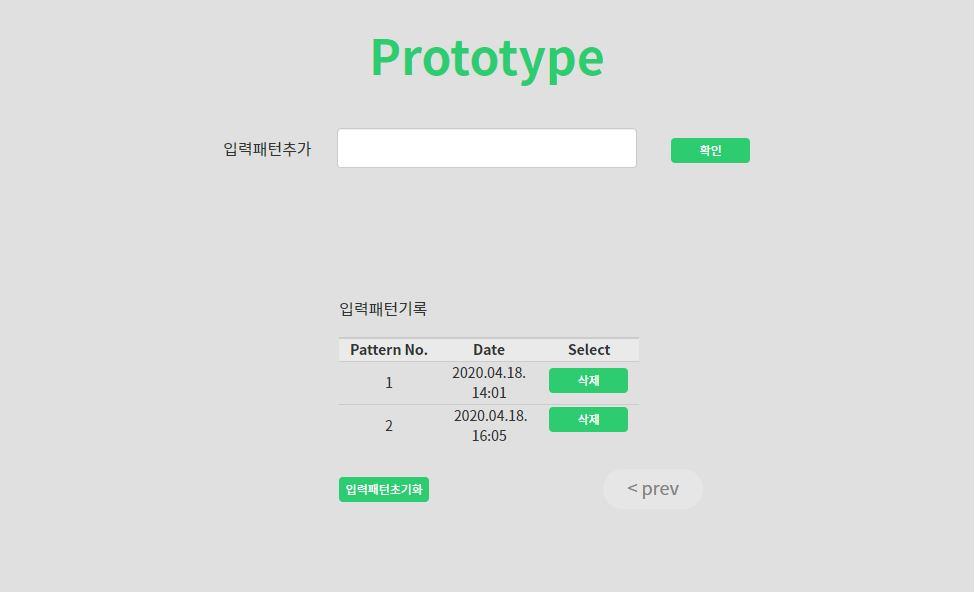 Prototype
입력패턴추가 확인
입력패턴기록
Pattern No. Date Select
1 2020.04.18. 14:01 삭제
2 2020.04.18. 16:05 삭제
입력패턴초기화 < prev